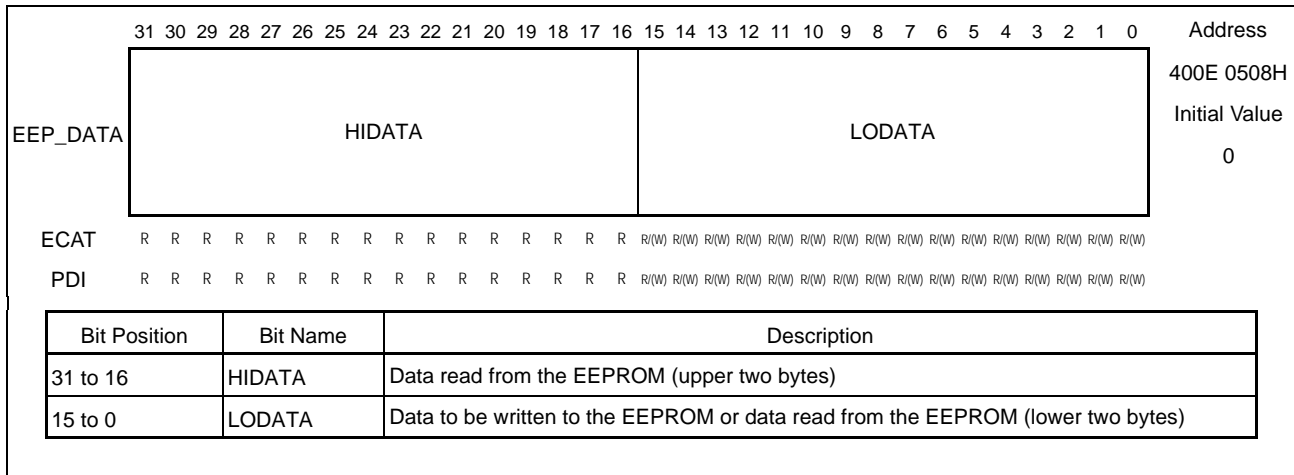 31 30 29 28 27 26 25 24 23 22 21 20 19 18 17 16 15 14 13 12 11 10 9 8 7 6 5 4 3 2 1 0 Address
400E 0508H
Initial Value
EEP_DATA HIDATA LODATA
0
ECAT R R R R R R R R R R R R R R R R R/(W) R/(W) R/(W) R/(W) R/(W) R/(W) R/(W) R/(W) R/(W) R/(W) R/(W) R/(W) R/(W) R/(W) R/(W) R/(W)
PDI R R R R R R R R R R R R R R R R R/(W) R/(W) R/(W) R/(W) R/(W) R/(W) R/(W) R/(W) R/(W) R/(W) R/(W) R/(W) R/(W) R/(W) R/(W) R/(W)
Bit Position Bit Name Description
31 to 16 HIDATA Data read from the EEPROM (upper two bytes)
15 to 0 LODATA Data to be written to the EEPROM or data read from the EEPROM (lower two bytes)